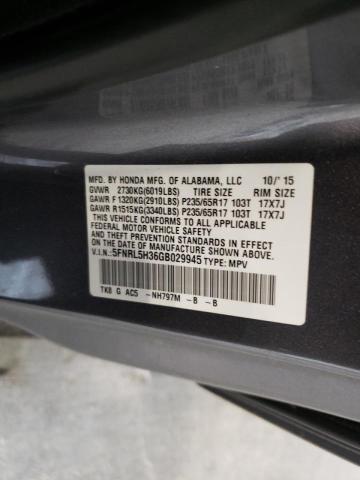 MFD. BY HONDA MFG. OF ALABAMA, LLC 10/'15
GVWR 2730KG(6019LBS) TIRE SIZE RIM SIZE
GAWR F 1320KG(2910LBS) P235/65R17 103T 17X7J
GAWR R1515KG(3340LBS) P235/65R17 103T 17X7J
THIS VEHICLE CONFORMS TO ALL APPLICABLE
FEDERAL MOTOR VEHICLE SAFETY AND THEFT
PREVENTION STANDARDS IN EFFECT ON THE
DATE OF MANUFACTURE SHOWN ABOVE.
V.I.N.:5FNRL5H36GB029945 TYPE: MPV
TK8 G AC5 -NH797M -B -B